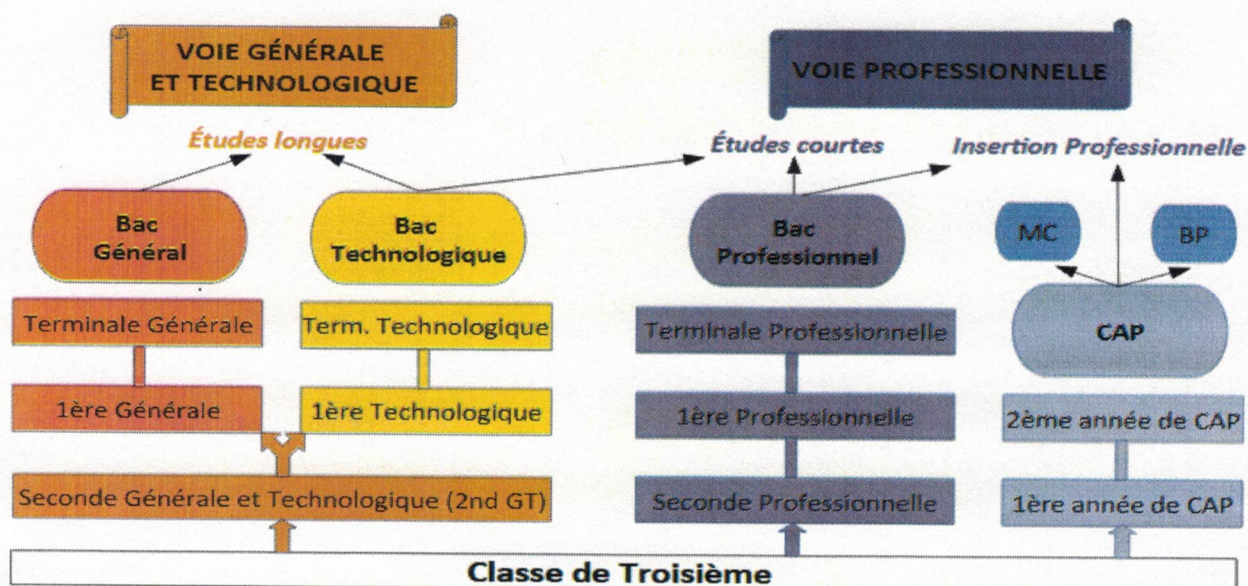 VOIE GÉNÉRALE
ET TECHNOLOGIQUE
VOIE PROFESSIONNELLE
Études longues
Études courtes
Insertion Professionnelle
Bac
Général
Bac
Technologique
Bac
Professionnel
MC
BP
CAP
Terminale Générale
Term. Technologique
Terminale Professionnelle
1ère Générale
1ère Technologique
1ère Professionnelle
2ème année de CAP
Seconde Générale et Technologique (2nd GT)
Seconde Professionnelle
1ère année de CAP
Classe de Troisième